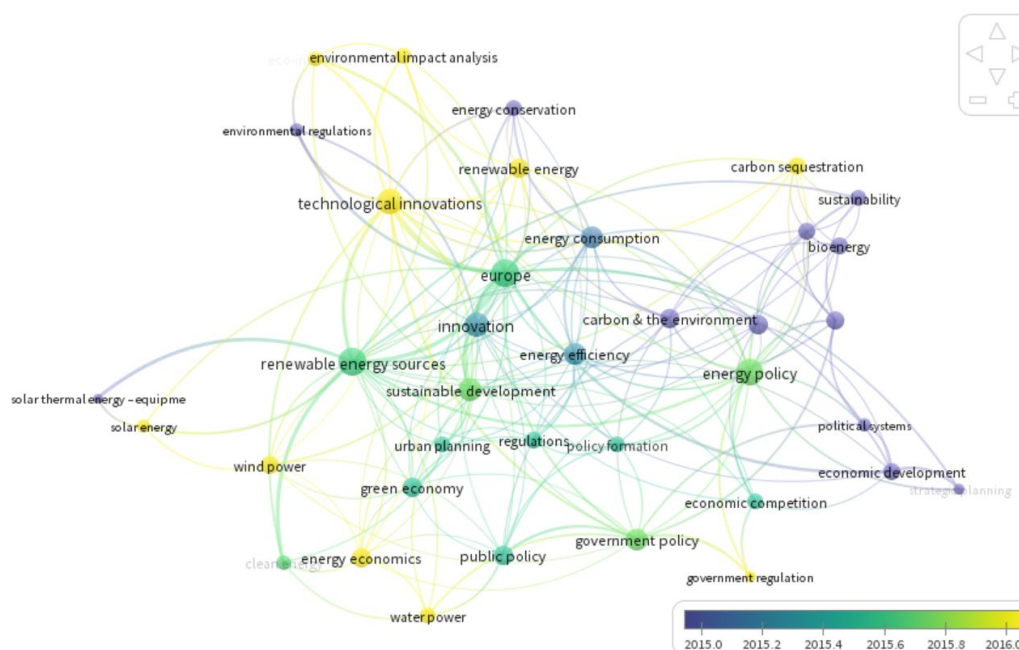 environmental impact analysis
energy conservation
environmental regulations
carbon sequestration
renewable energy
sustainability
technological innovations
energy consumption
bioenergy
europe
carbon & the environment
innovation
energy efficiency
renewable energy sources
energy policy
sustainable development
solar thermal energy –equipme
solar energy
political systems
urban planning
regulations
policy formation
wind power
economic development
green economy
strategic planning
economic competition
government policy
public policy
energy economics
clean energy
government regulation
water power
2015.0 2015.2 2015.4 2015.6 2015.8 2016.0